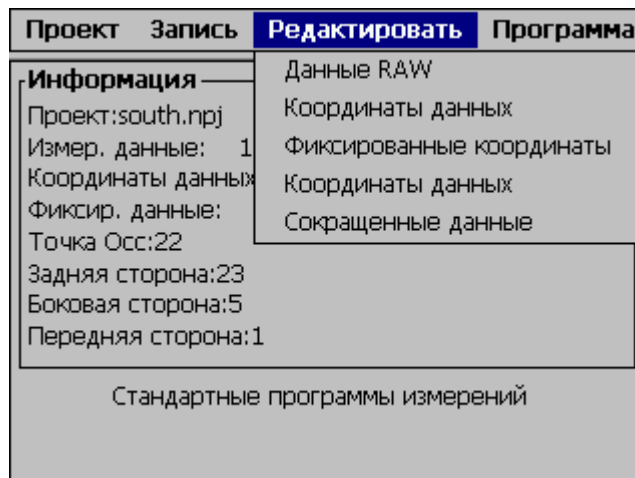 Проект Запись Редактировать Программа
Информация
Проект:south.npj
Измер. данные: 1
Координаты данных
Фиксир. данные:
Точка Осс:22
Задняя сторона:23
Боковая сторона:5
Передняя сторона:1
Данные RAW
Координаты данных
Фиксированные координаты
Координаты данных
Сокращенные данные
Стандартные программы измерений